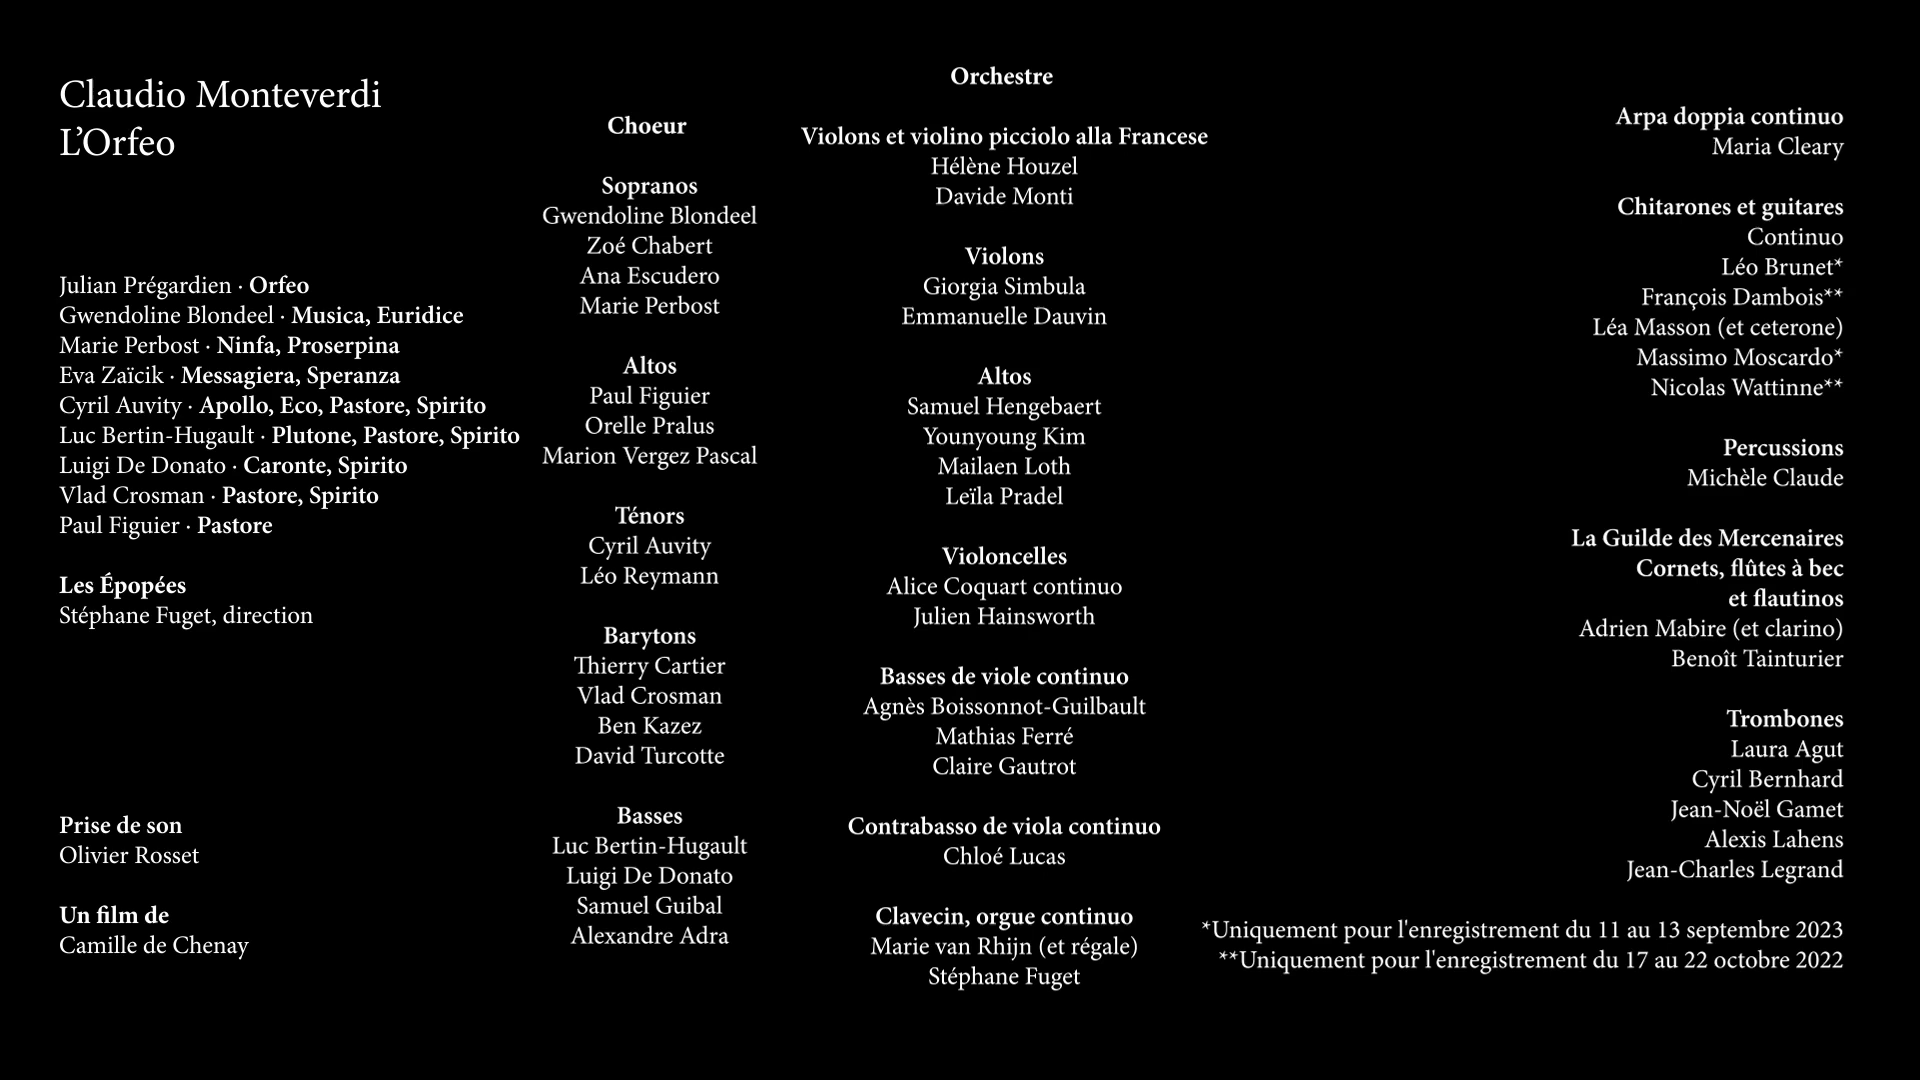 Claudio Monteverdi
L’Orfeo
Julian Prégardien · Orfeo
Gwendoline Blondeel · Musica, Euridice
Marie Perbost · Ninfa, Proserpina
Eva Zaïcik · Messagiera, Speranza
Cyril Auvity · Apollo, Eco, Pastore, Spirito
Luc Bertin-Hugault · Plutone, Pastore, Spirito
Luigi De Donato · Caronte, Spirito
Vlad Crosman · Pastore, Spirito
Paul Figuier · Pastore
Les Épopées
Stéphane Fuget, direction
Prise de son
Olivier Rosset
Un film de
Camille de Chenay
Choeur
Sopranos
Gwendoline Blondeel
Zoé Chabert
Ana Escudero
Marie Perbost
Altos
Paul Figuier
Orelle Pralus
Marion Vergez Pascal
Ténors
Cyril Auvity
Léo Reymann
Barytons
Thierry Cartier
Vlad Crosman
Ben Kazez
David Turcotte
Basses
Luc Bertin-Hugault
Luigi De Donato
Samuel Guibal
Alexandre Adra
Orchestre
Violons et violino picciolo alla Francese
Hélène Houzel
Davide Monti
Violons
Giorgia Simbula
Emmanuelle Dauvin
Altos
Samuel Hengebaert
Younyoung Kim
Mailaen Loth
Leïla Pradel
Violoncelles
Alice Coquart continuo
Julien Hainsworth
Basses de viole continuo
Agnès Boissonnot-Guilbault
Mathias Ferré
Claire Gautrot
Contrabasso de viola continuo
Chloé Lucas
Clavecin, orgue continuo
Marie van Rhijn (et régale)
Stéphane Fuget
Arpa doppia continuo
Maria Cleary
Chitarones et guitares
Continuo
Léo Brunet*
François Dambois**
Léa Masson (et ceterone)
Massimo Moscardo*
Nicolas Wattinne**
Percussions
Michèle Claude
La Guilde des Mercenaires
Cornets, flûtes à bec
et flautinos
Adrien Mabire (et clarino)
Benoît Tainturier
Trombones
Laura Agut
Cyril Bernhard
Jean-Noël Gamet
Alexis Lahens
Jean-Charles Legrand
*Uniquement pour l'enregistrement du 11 au 13 septembre 2023
**Uniquement pour l'enregistrement du 17 au 22 octobre 2022